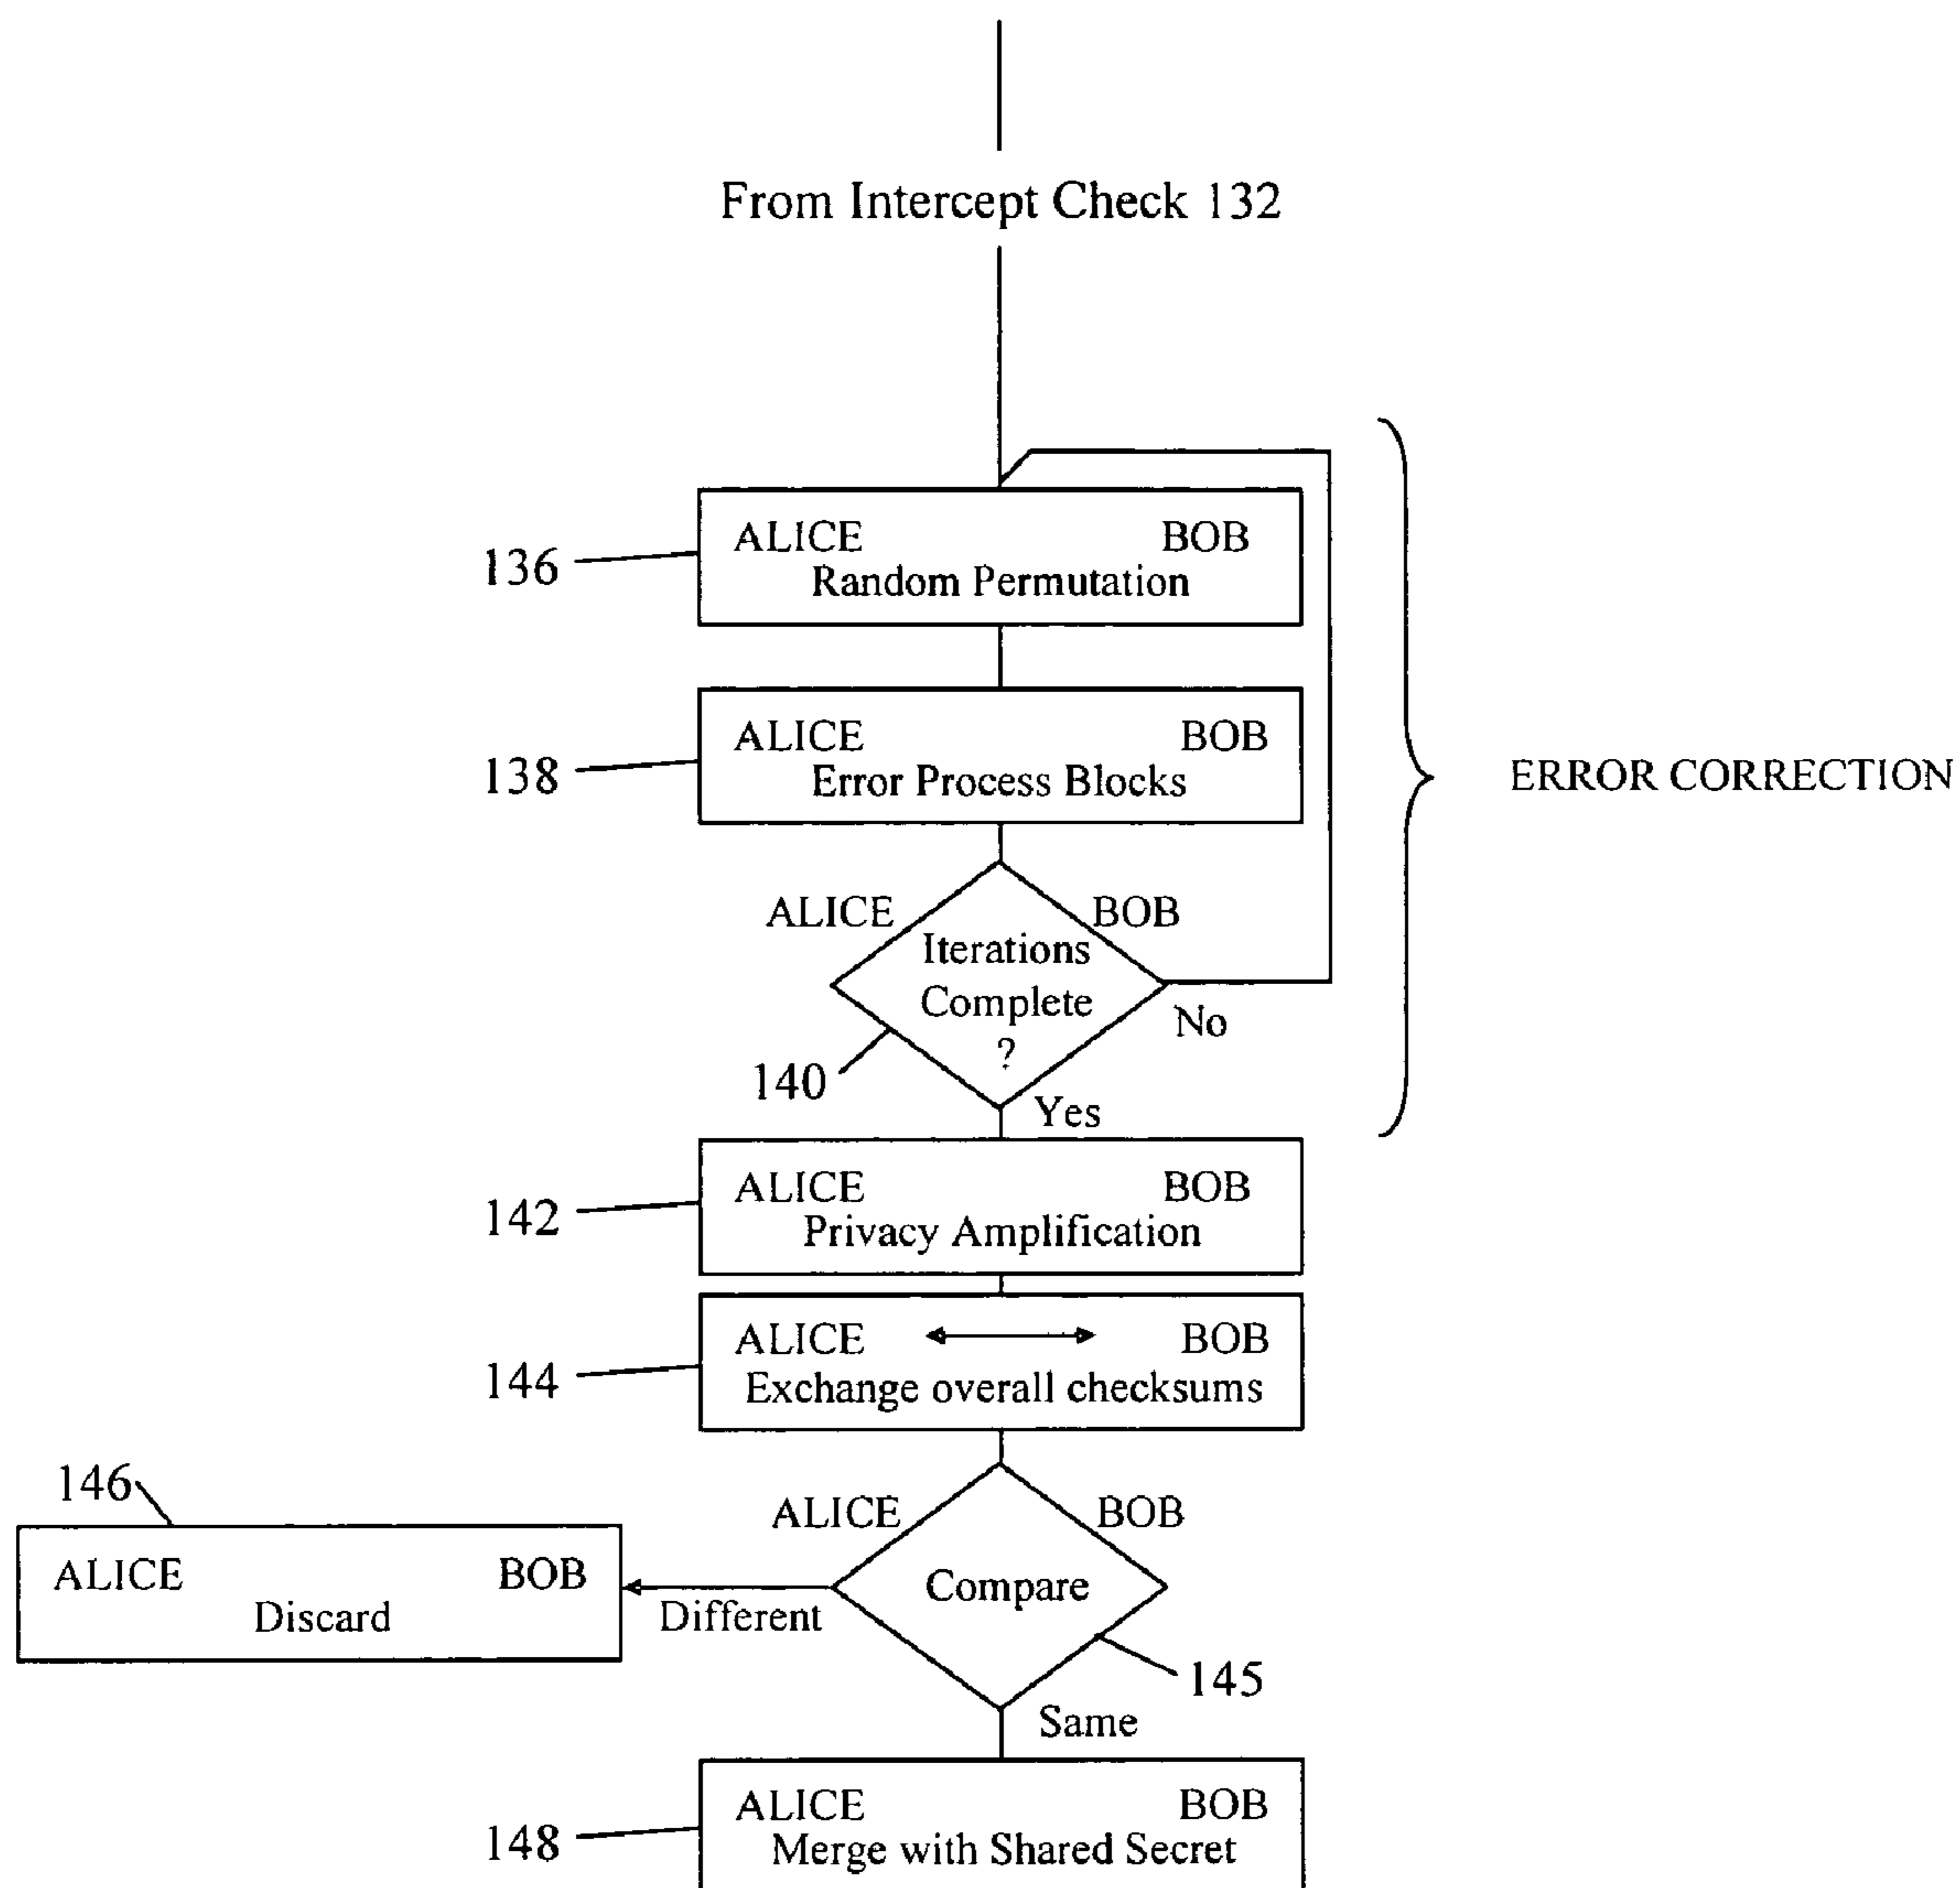 From Intercept Check 132
ALICE BOB
136
Random Permutation
ALICE BOB
138
Error Process Blocks
ERROR CORRECTION
ALICE BOB
Iterations
Complete
?
No
140
Yes
ALICE BOB
142
Privacy Amplification
ALICE BOB
144
Exchange overall checksums
146
ALICE BOB
ALICE BOB
Discard
Different
Compare
145
Same
ALICE BOB
148
Merge with Shared Secret